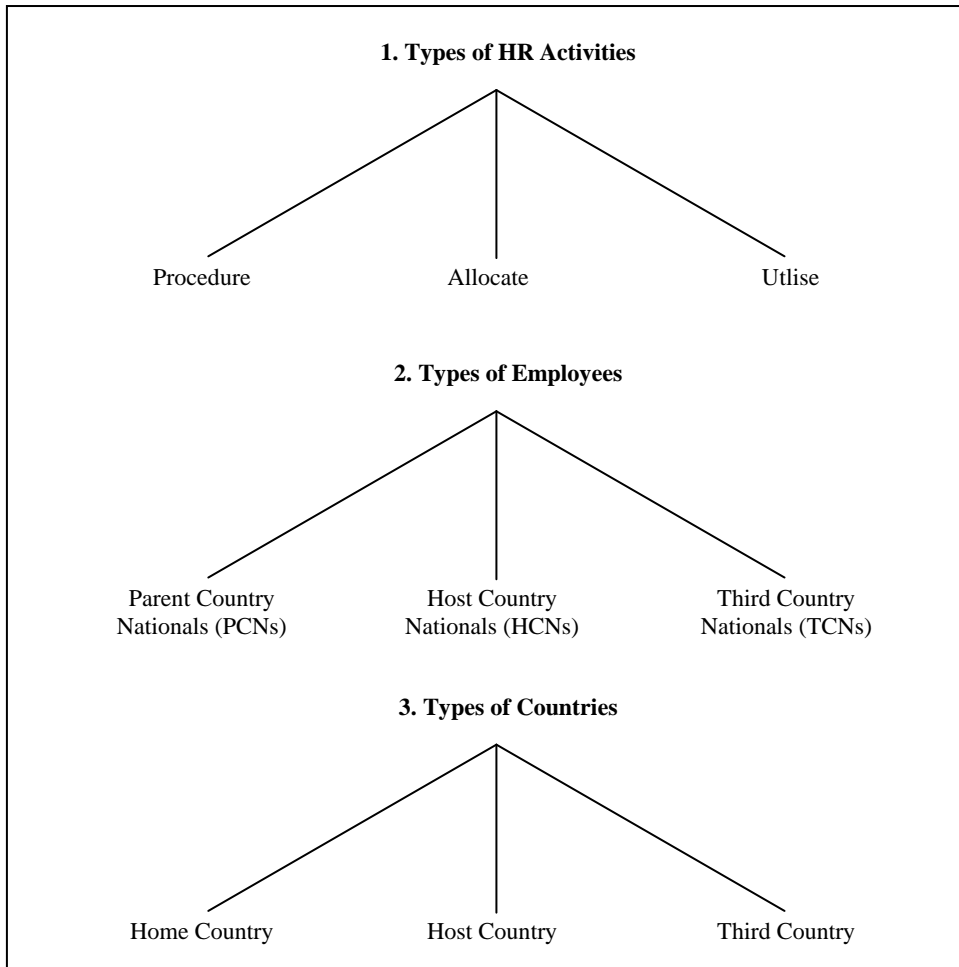 1. Types of HR Activities
Procedure Allocate Utlise
2. Types of Employees
Parent Country Host Country Third Country
Nationals (PCNs) Nationals (HCNs) Nationals (TCNs)
3. Types of Countries
Home Country Host Country Third Country